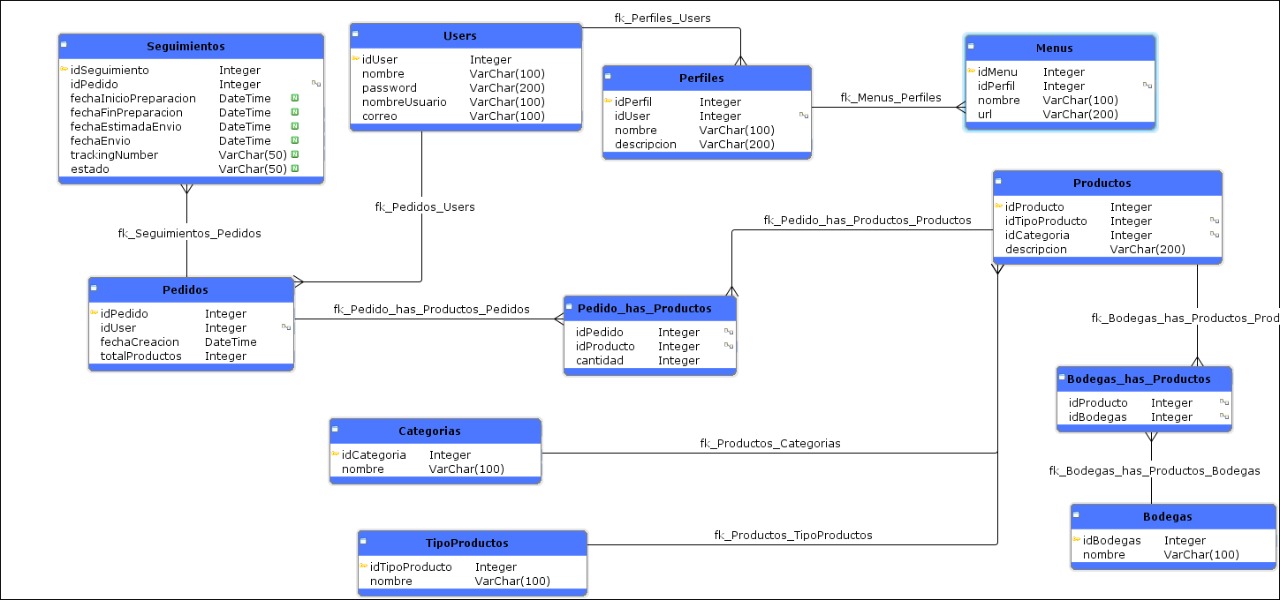 fk_Perfiles_Users
Seguimientos
idSeguimiento Integer
idPedido Integer
fechaInicioPreparacion DateTime N
fechaFinPreparacion DateTime N
fechaEstimadaEnvio DateTime N
fechaEnvio DateTime N
trackingNumber VarChar(50) N
estado VarChar(50) N
Users
idUser Integer
nombre VarChar(100)
password VarChar(200)
nombreUsuario VarChar(100)
correo VarChar(100)
Perfiles
idPerfil Integer
idUser Integer
nombre VarChar(100)
descripcion VarChar(200)
fk_Menus_Perfiles
Menus
idMenu Integer
idPerfil Integer
nombre VarChar(100)
url VarChar(200)
fk_Pedidos_Users
fk_Seguimientos_Pedidos
fk_Pedido_has_Productos_Productos
Productos
idProducto Integer
idTipoProducto Integer
idCategoria Integer
descripcion VarChar(200)
Pedidos
idPedido Integer
idUser Integer
fechaCreacion DateTime
totalProductos Integer
fk_Pedido_has_Productos_Pedidos
Pedido_has_Productos
idPedido Integer
idProducto Integer
cantidad Integer
fk_Bodegas_has_Productos_Prod
Bodegas_has_Productos
idProducto Integer
idBodegas Integer
Categorias
idCategoria Integer
nombre VarChar(100)
fk_Productos_Categorias
fk_Bodegas_has_Productos_Bodegas
Bodegas
idBodegas Integer
nombre VarChar(100)
TipoProductos
idTipoProducto Integer
nombre VarChar(100)
fk_Productos_TipoProductos